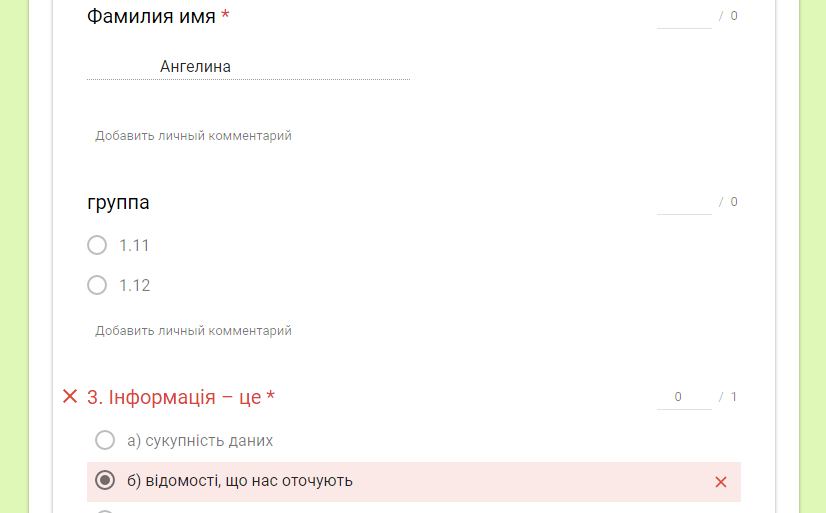 Фамилия имя *
/ 0
Ангелина
Добавить личный комментарий
группа
/ 0
1.11
1.12
Добавить личный комментарий
3. Інформація – це *
0 / 1
а) сукупність даних
б) відомості, що нас оточують